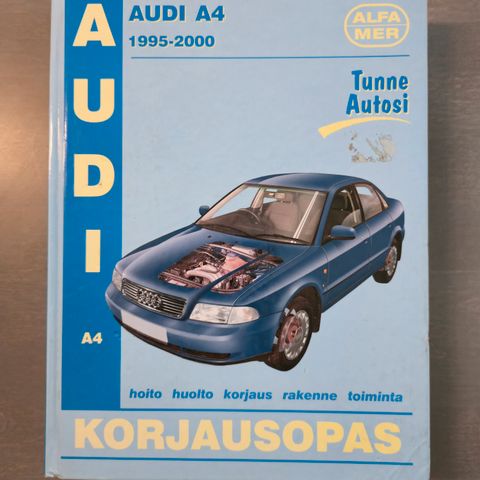 AUDI
AUDI A4
1995-2000
ALFA
MER
Tunne
Autosi
A4
hoito huolto korjaus rakenne toiminta
KORJAUSOPAS